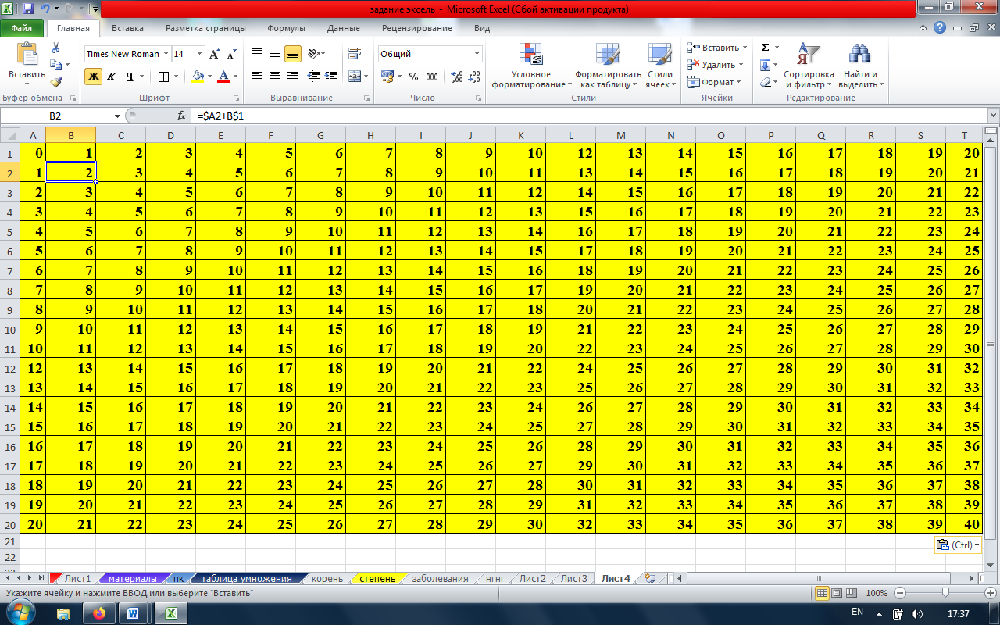 задание эксель - Microsoft Excel (Сбой активации продукта)
Файл Главная Вставка Разметка страницы Формулы Данные Рецензирование Вид
Вставить
Буфер обмена
Times New Roman 14
Ж К Ч
Шрифт
Выравнивание
Общий
% 000
Число
Условное форматирование
Форматировать как таблицу
Стили ячеек
Стили
Вставить
Удалить
Формат
Ячейки
Сортировка и фильтр
Найти и выделить
Редактирование
B2 fx =$A2+B$1
A B C D E F G H I J K L M N O P Q R S T
1 0 1 2 3 4 5 6 7 8 9 10 12 13 14 15 16 17 18 19 20
2 1 2 3 4 5 6 7 8 9 10 11 13 14 15 16 17 18 19 20 21
3 2 3 4 5 6 7 8 9 10 11 12 14 15 16 17 18 19 20 21 22
4 3 4 5 6 7 8 9 10 11 12 13 15 16 17 18 19 20 21 22 23
5 4 5 6 7 8 9 10 11 12 13 14 16 17 18 19 20 21 22 23 24
6 5 6 7 8 9 10 11 12 13 14 15 17 18 19 20 21 22 23 24 25
7 6 7 8 9 10 11 12 13 14 15 16 18 19 20 21 22 23 24 25 26
8 7 8 9 10 11 12 13 14 15 16 17 19 20 21 22 23 24 25 26 27
9 8 9 10 11 12 13 14 15 16 17 18 20 21 22 23 24 25 26 27 28
10 9 10 11 12 13 14 15 16 17 18 19 21 22 23 24 25 26 27 28 29
11 10 11 12 13 14 15 16 17 18 19 20 22 23 24 25 26 27 28 29 30
12 12 13 14 15 16 17 18 19 20 21 22 24 25 26 27 28 29 30 31 32
13 13 14 15 16 17 18 19 20 21 22 23 25 26 27 28 29 30 31 32 33
14 14 15 16 17 18 19 20 21 22 23 24 26 27 28 29 30 31 32 33 34
15 15 16 17 18 19 20 21 22 23 24 25 27 28 29 30 31 32 33 34 35
16 16 17 18 19 20 21 22 23 24 25 26 28 29 30 31 32 33 34 35 36
17 17 18 19 20 21 22 23 24 25 26 27 29 30 31 32 33 34 35 36 37
18 18 19 20 21 22 23 24 25 26 27 28 30 31 32 33 34 35 36 37 38
19 19 20 21 22 23 24 25 26 27 28 29 31 32 33 34 35 36 37 38 39
20 20 21 22 23 24 25 26 27 28 29 30 32 33 34 35 36 37 38 39 40
21
(Ctrl)
22
Лист1 материалы пк таблица умножения корень степень заболевания нгнг Лист2 Лист3 Лист4
Укажите ячейку и нажмите ВВОД или выберите "Вставить" 100%
EN 17:37